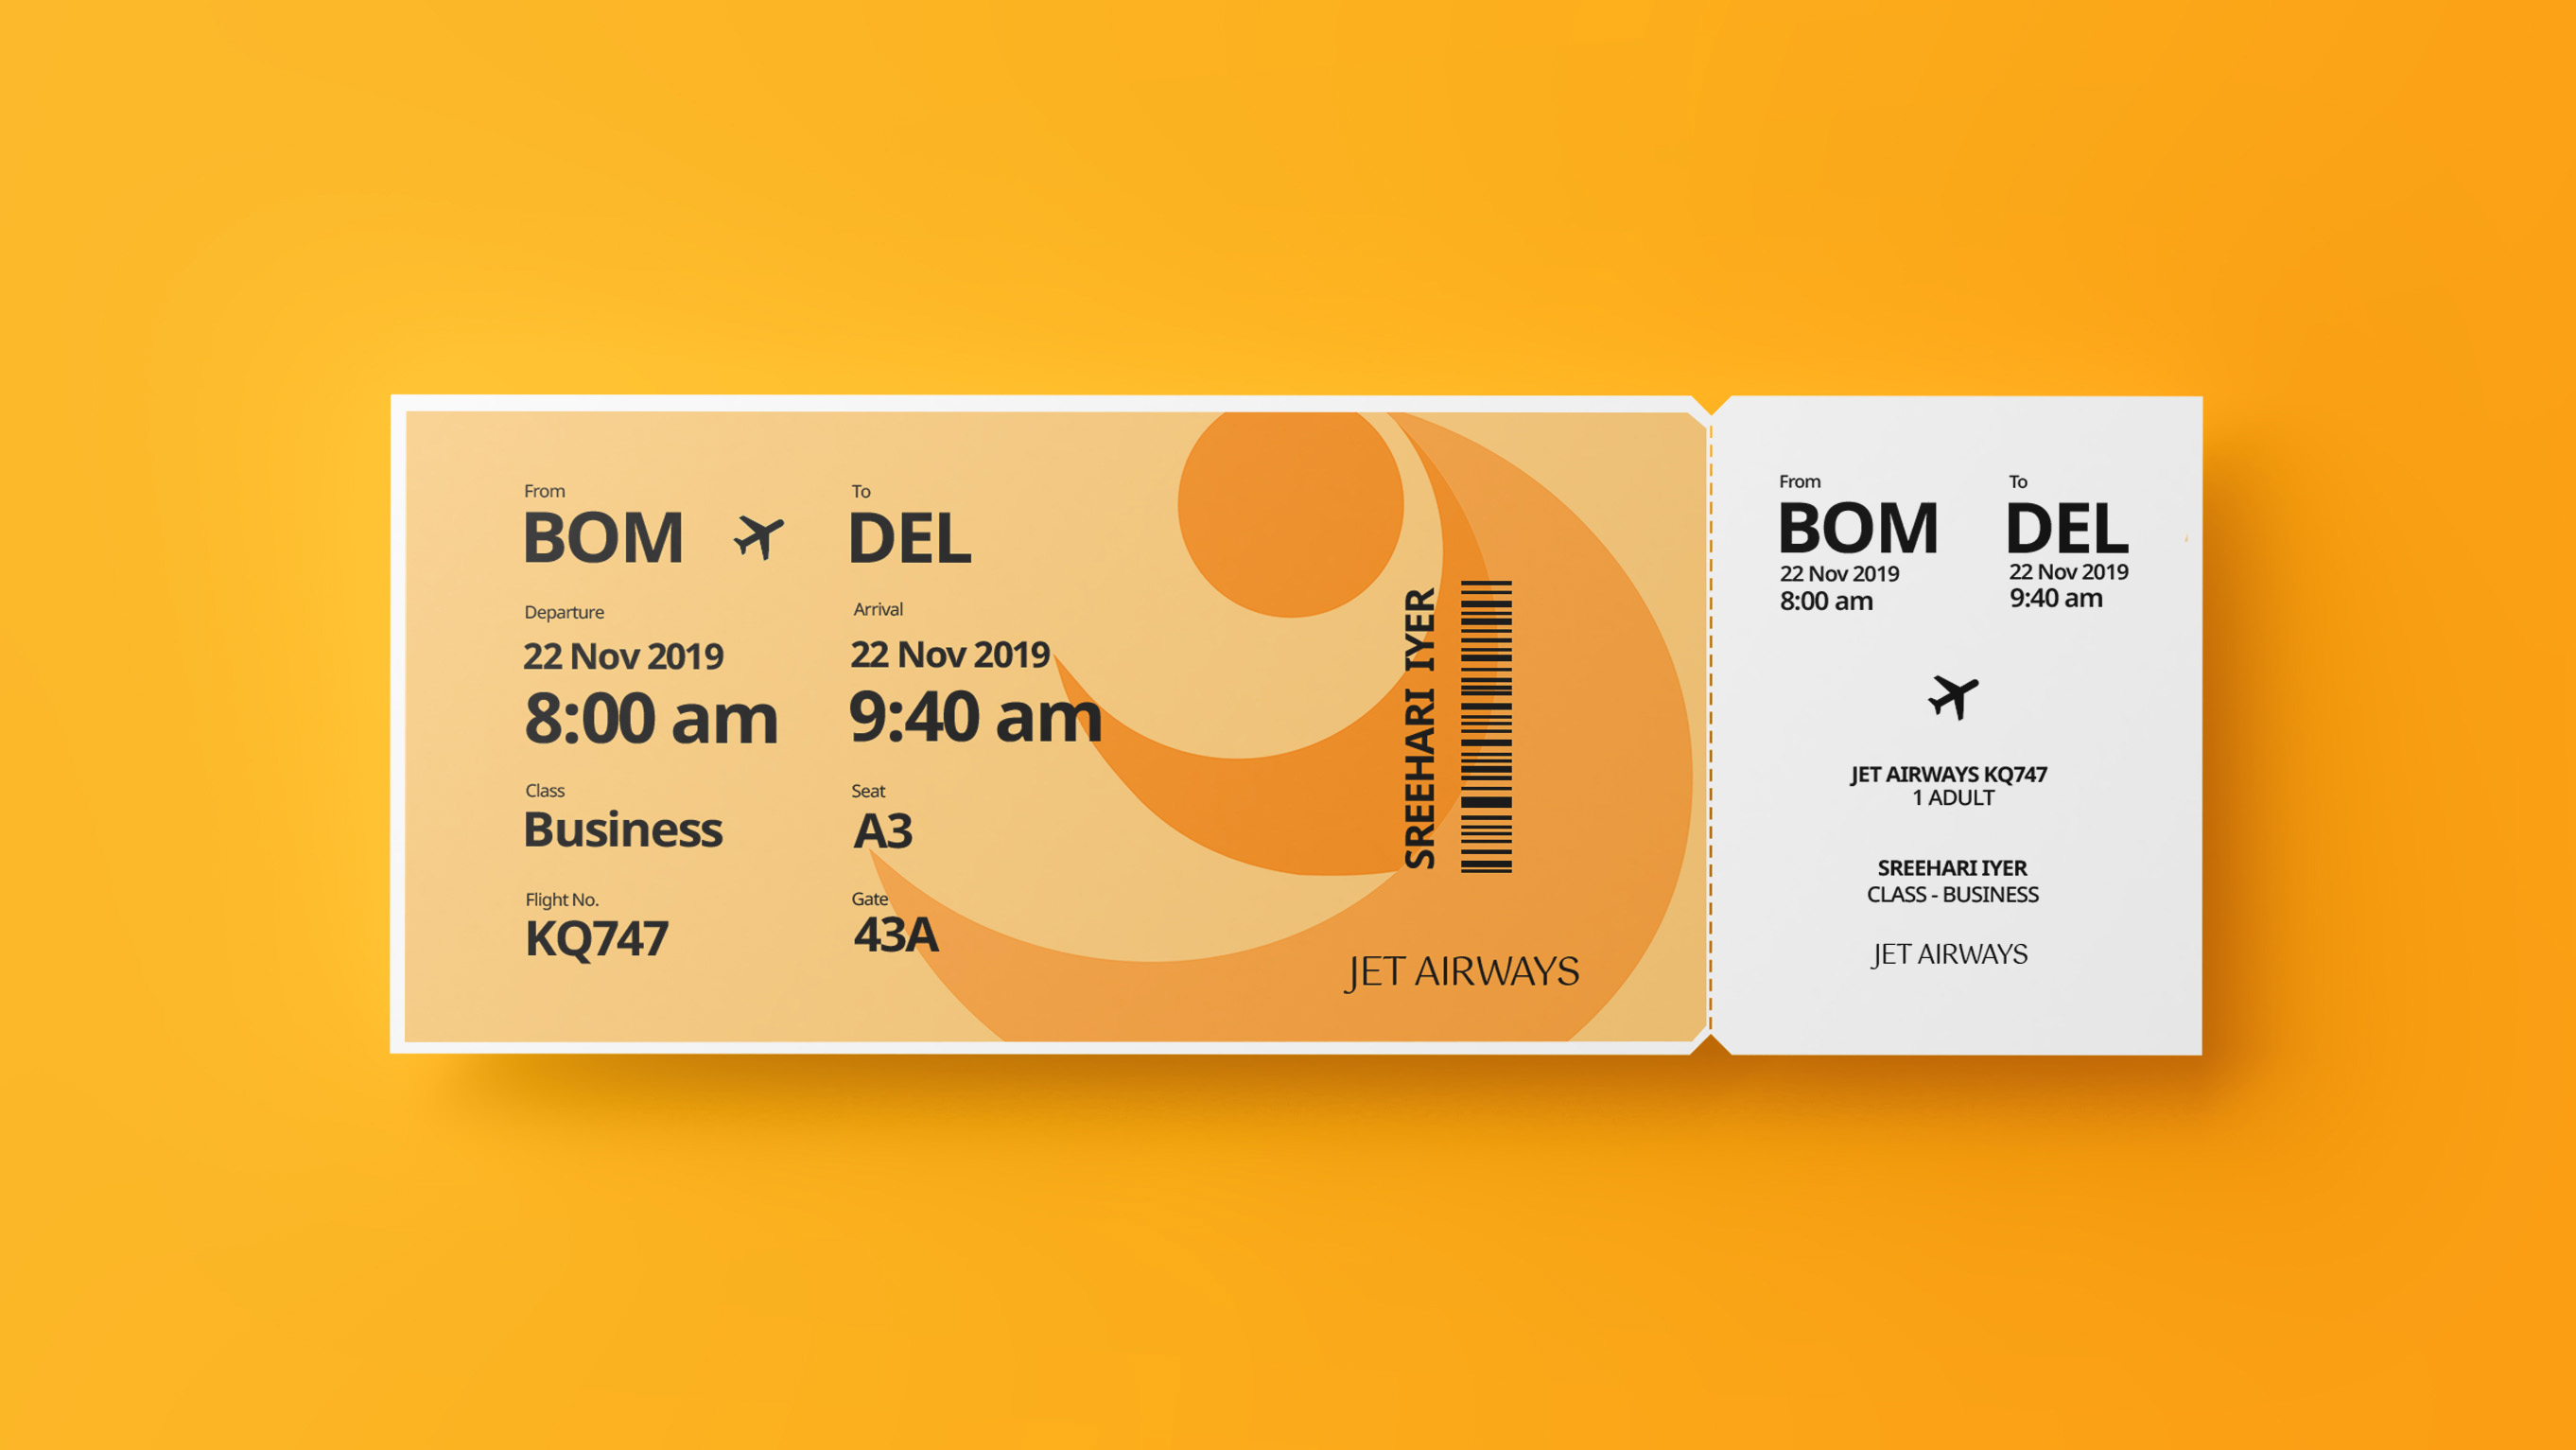 From
To
BOM
DEL
Departure
Arrival
22 Nov 2019
22 Nov 2019
8:00 am
9:40 am
Class
Seat
Business
A3
Flight No.
Gate
KQ747
43A
SREEHARI IYER
JET AIRWAYS
From
To
BOM
DEL
22 Nov 2019
22 Nov 2019
8:00 am
9:40 am
JET AIRWAYS KQ747
1 ADULT
SREEHARI IYER
CLASS - BUSINESS
JET AIRWAYS